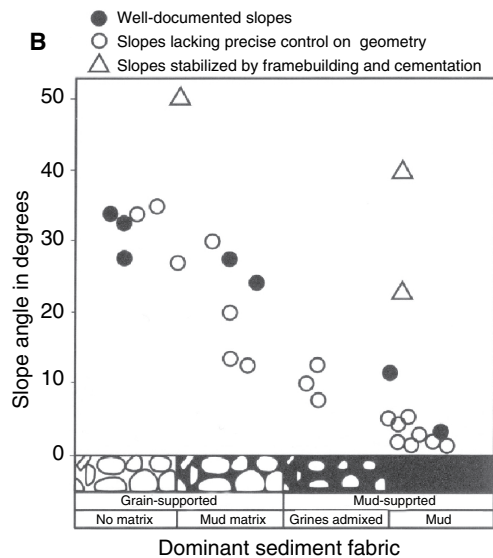 B
Well-documented slopes
Slopes lacking precise control on geometry
Slopes stabilized by framebuilding and cementation
Slope angle in degrees
50
40
30
20
10
0
Grain-supported Mud-supprted
No matrix Mud matrix Grines admixed Mud
Dominant sediment fabric